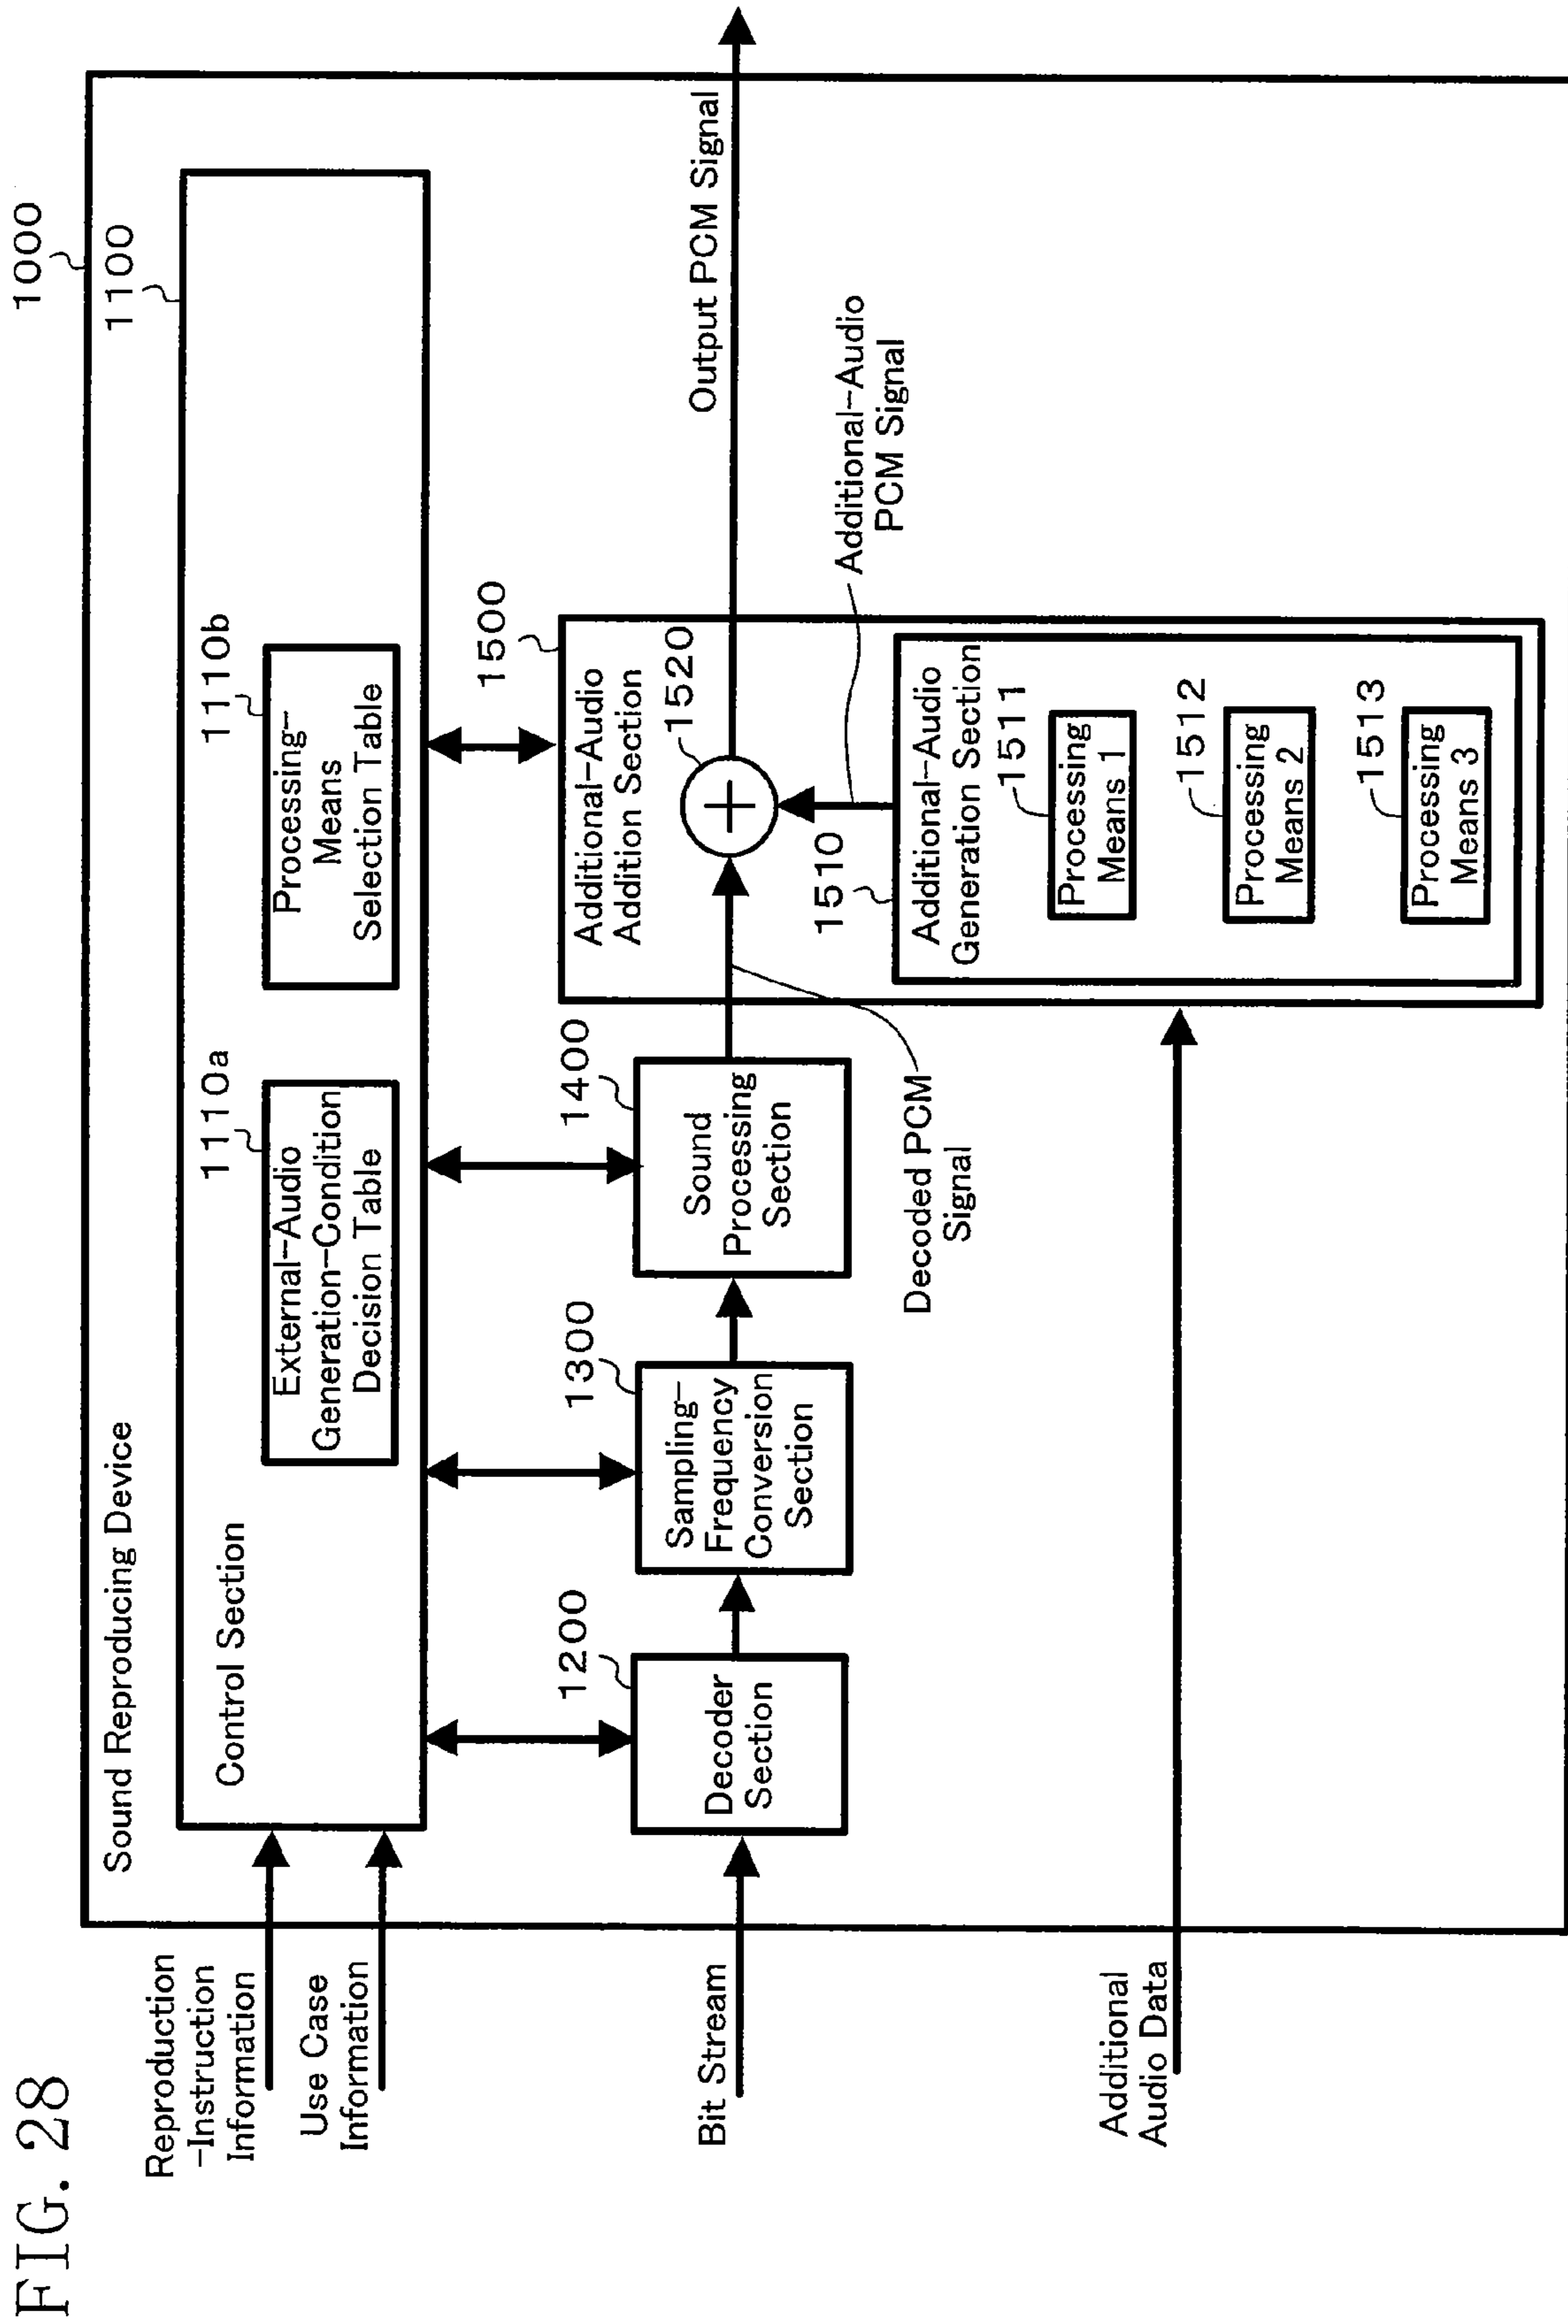 FIG. 28
1000
Sound Reproducing Device
1100
Control Section
Reproduction
-Instruction
Information
Use Case
Information
1110a
External-Audio
Generation-Condition
Decision Table
1110b
Processing-
Means
Selection Table
Bit Stream
1200
Decoder
Section
1300
Sampling-
Frequency
Conversion
Section
1400
Sound
Processing
Section
Decoded PCM
Signal
1500
Additional-Audio
Addition Section
1520
Output PCM Signal
Additional-Audio
PCM Signal
1510
Additional-Audio
Generation Section
1511
Processing
Means 1
1512
Processing
Means 2
1513
Processing
Means 3
Additional
Audio Data